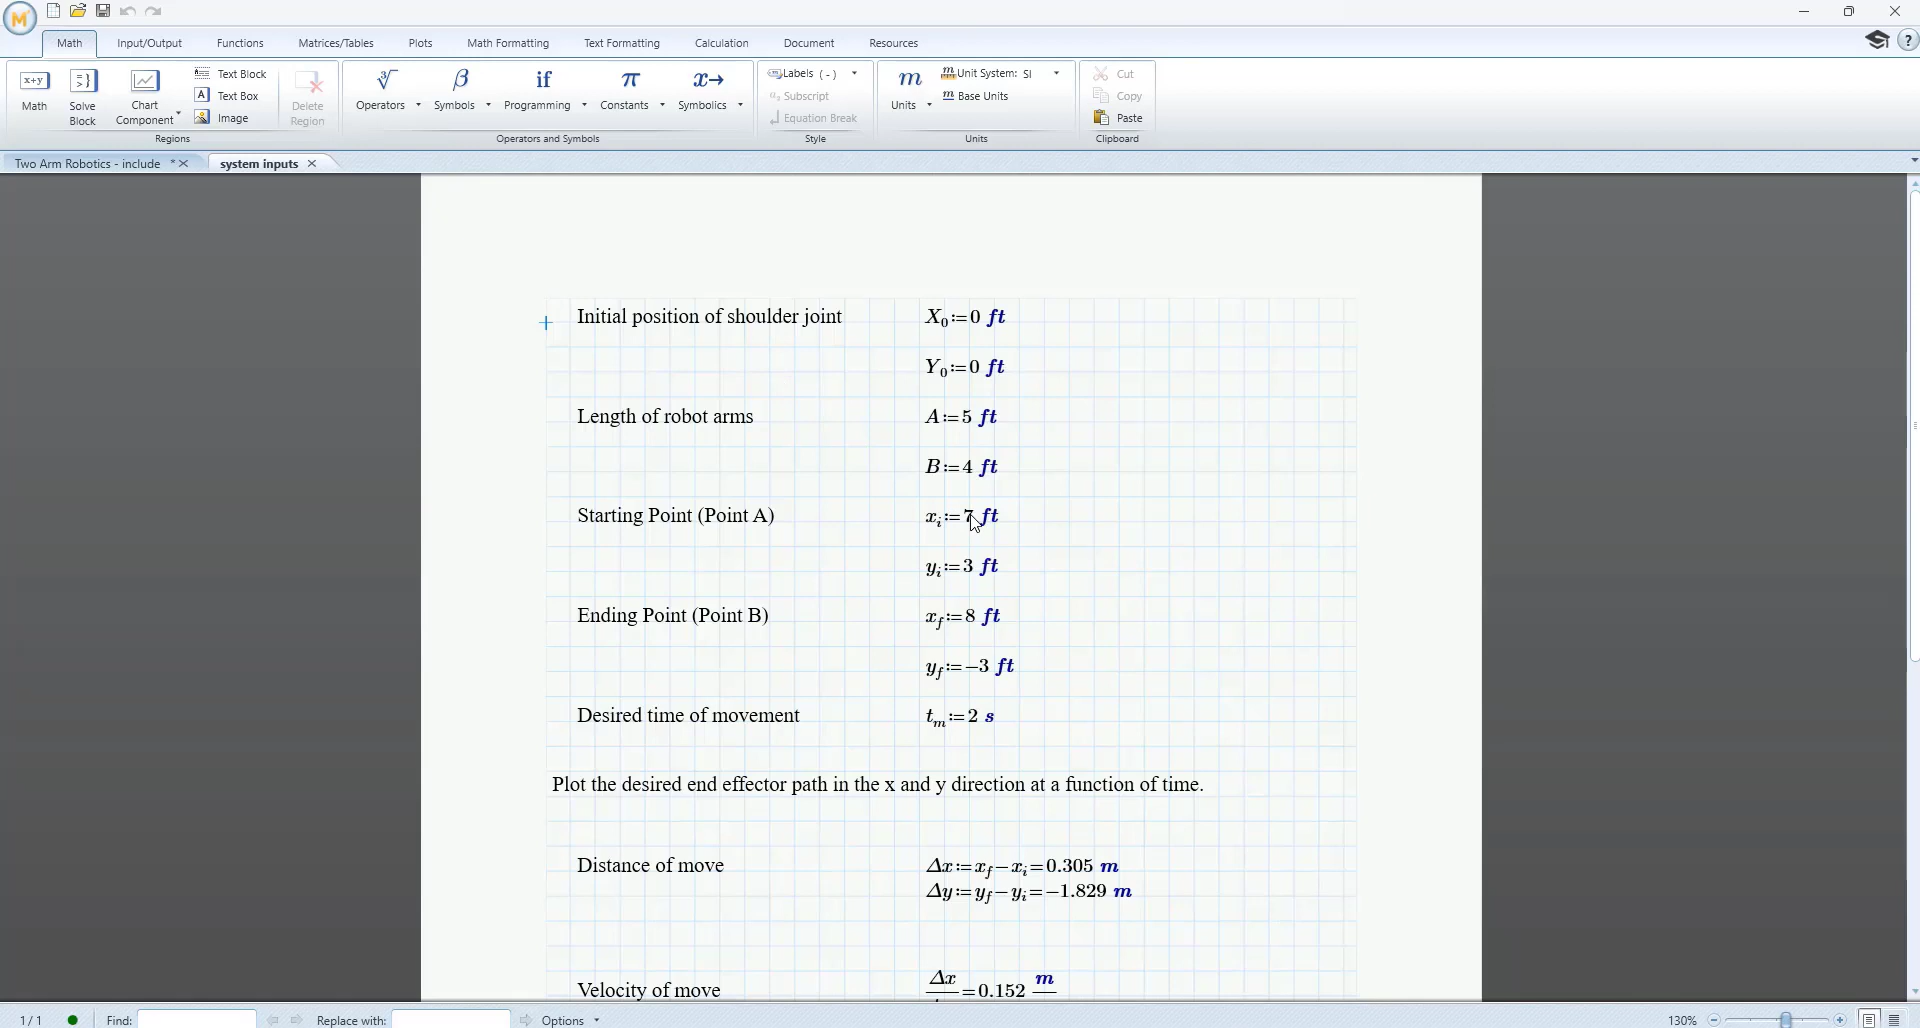 Math Input/Output Functions Matrices/Tables Plots Math Formatting Text Formatting Calculation Document Resources
x+y Math
Solve Block
Chart Component
Text Block
Text Box
Image
Delete Region
Regions
Operators
β Symbols
if Programming
π Constants
x→ Symbolics
Operators and Symbols
Labels (-)
Subscript
Equation Break
Style
m Units
Unit System: SI
Base Units
Units
Cut
Copy
Paste
Clipboard
Two Arm Robotics - include * × system inputs ×
Initial position of shoulder joint X₀:=0 ft
Y₀:=0 ft
Length of robot arms A:=5 ft
B:=4 ft
Starting Point (Point A) xᵢ:=7 ft
yᵢ:=3 ft
Ending Point (Point B) x_f:=8 ft
y_f:=−3 ft
Desired time of movement t_m:=2 s
Plot the desired end effector path in the x and y direction at a function of time.
Distance of move Δx:=x_f−xᵢ=0.305 m
Δy:=y_f−yᵢ=−1.829 m
Velocity of move Δx =0.152 m
1 / 1 Find: Replace with: Options 130%